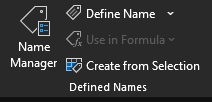 Name Manager
Define Name
Use in Formula
Create from Selection
Defined Names